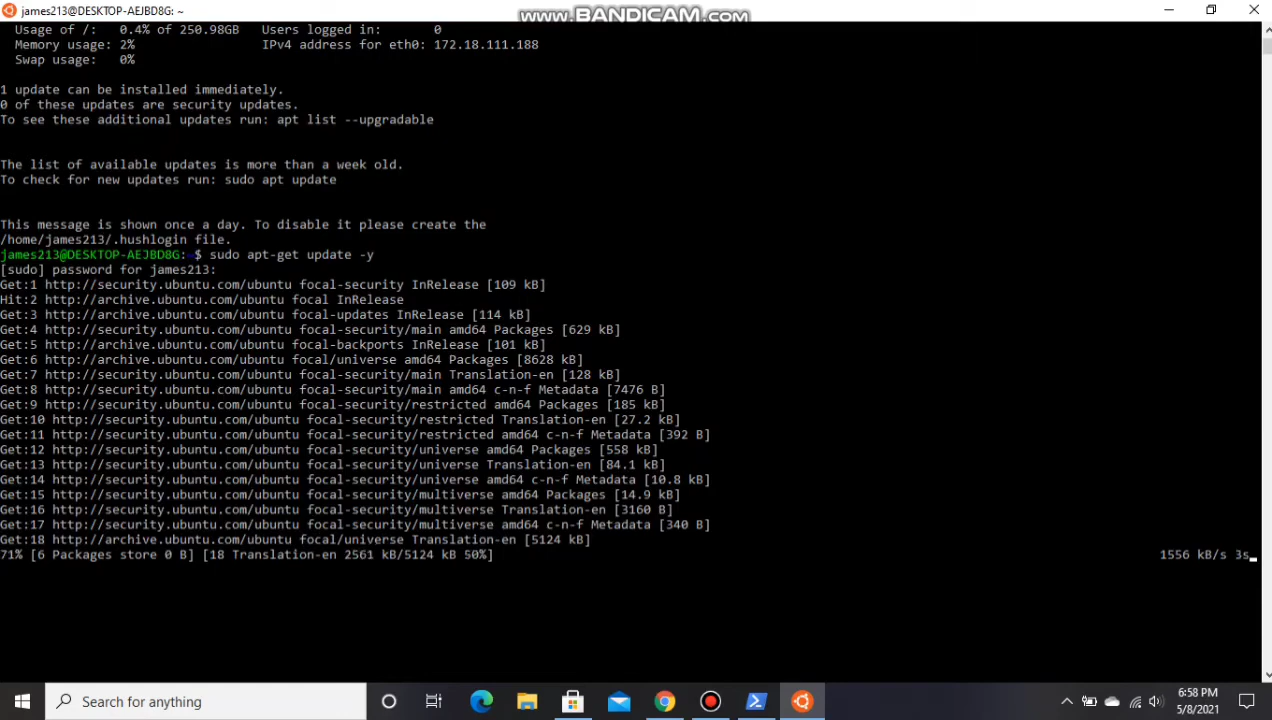 james213@DESKTOP-AEJBD8G: ~
www.BANDICAM.com
Usage of /:   0.4% of 250.98GB   Users logged in:       0
Memory usage: 2%                 IPv4 address for eth0: 172.18.111.188
Swap usage:   0%
1 update can be installed immediately.
0 of these updates are security updates.
To see these additional updates run: apt list --upgradable
The list of available updates is more than a week old.
To check for new updates run: sudo apt update
This message is shown once a day. To disable it please create the
/home/james213/.hushlogin file.
james213@DESKTOP-AEJBD8G:~$ sudo apt-get update -y
[sudo] password for james213:
Get:1 http://security.ubuntu.com/ubuntu focal-security InRelease [109 kB]
Hit:2 http://archive.ubuntu.com/ubuntu focal InRelease
Get:3 http://archive.ubuntu.com/ubuntu focal-updates InRelease [114 kB]
Get:4 http://security.ubuntu.com/ubuntu focal-security/main amd64 Packages [629 kB]
Get:5 http://archive.ubuntu.com/ubuntu focal-backports InRelease [101 kB]
Get:6 http://archive.ubuntu.com/ubuntu focal/universe amd64 Packages [8628 kB]
Get:7 http://security.ubuntu.com/ubuntu focal-security/main Translation-en [128 kB]
Get:8 http://security.ubuntu.com/ubuntu focal-security/main amd64 c-n-f Metadata [7476 B]
Get:9 http://security.ubuntu.com/ubuntu focal-security/restricted amd64 Packages [185 kB]
Get:10 http://security.ubuntu.com/ubuntu focal-security/restricted Translation-en [27.2 kB]
Get:11 http://security.ubuntu.com/ubuntu focal-security/restricted amd64 c-n-f Metadata [392 B]
Get:12 http://security.ubuntu.com/ubuntu focal-security/universe amd64 Packages [558 kB]
Get:13 http://security.ubuntu.com/ubuntu focal-security/universe Translation-en [84.1 kB]
Get:14 http://security.ubuntu.com/ubuntu focal-security/universe amd64 c-n-f Metadata [10.8 kB]
Get:15 http://security.ubuntu.com/ubuntu focal-security/multiverse amd64 Packages [14.9 kB]
Get:16 http://security.ubuntu.com/ubuntu focal-security/multiverse Translation-en [3160 B]
Get:17 http://security.ubuntu.com/ubuntu focal-security/multiverse amd64 c-n-f Metadata [340 B]
Get:18 http://archive.ubuntu.com/ubuntu focal/universe Translation-en [5124 kB]
71% [6 Packages store 0 B] [18 Translation-en 2561 kB/5124 kB 50%]   1556 kB/s 3s
Search for anything
6:58 PM
5/8/2021